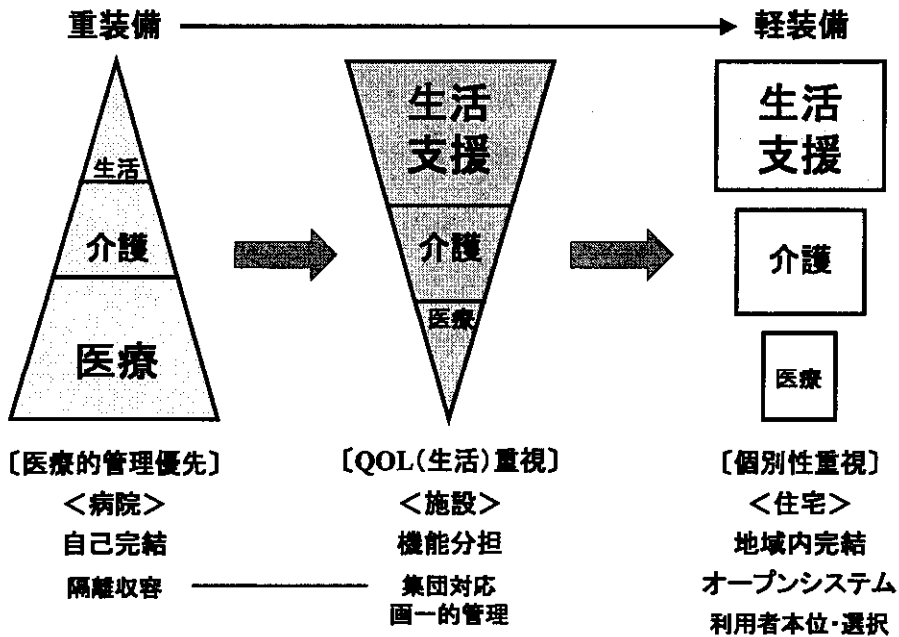 重装備
軽装備
生活
介護
医療
生活
支援
介護
医療
生活
支援
介護
医療
〔医療的管理優先〕
<病院>
自己完結
隔離収容
〔QOL(生活)重視〕
<施設>
機能分担
集団対応
画一的管理
〔個別性重視〕
<住宅>
地域内完結
オープンシステム
利用者本位・選択